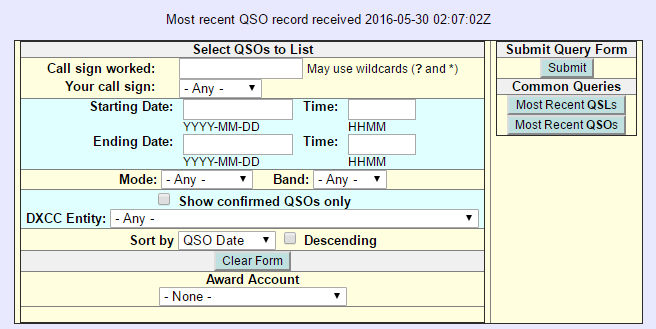 Most recent QSO record received 2016-05-30 02:07:02Z
Select QSOs to List
Call sign worked: May use wildcards (? and *)
Your call sign: - Any -
Starting Date: Time:
YYYY-MM-DD HHMM
Ending Date: Time:
YYYY-MM-DD HHMM
Mode: - Any - Band: - Any -
Show confirmed QSOs only
DXCC Entity: - Any -
Sort by QSO Date Descending
Clear Form
Award Account
- None -
Submit Query Form
Submit
Common Queries
Most Recent QSLs
Most Recent QSOs